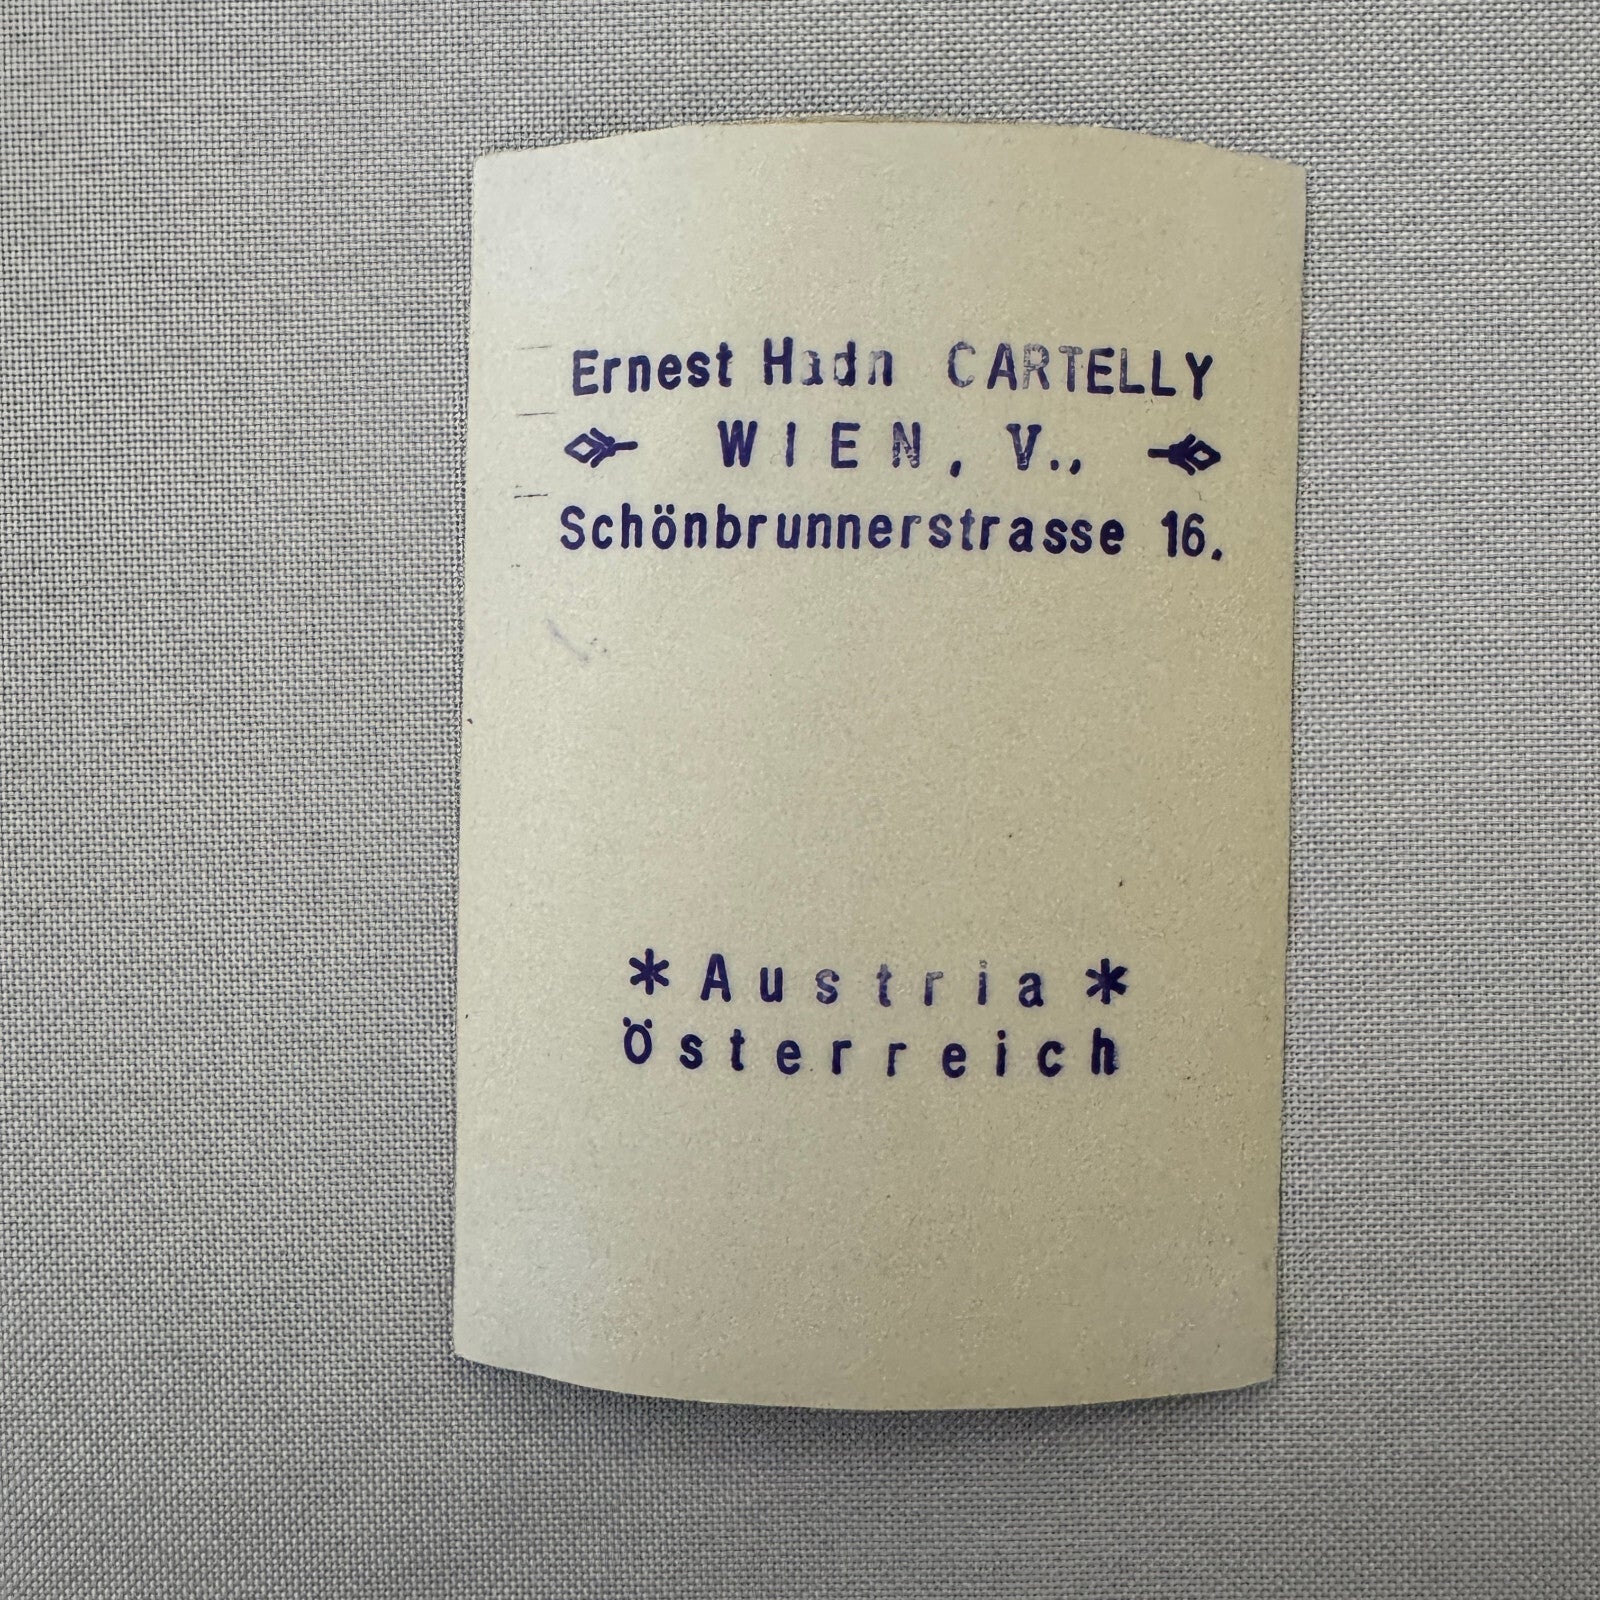 Ernest Hadn CARTELLY
WIEN, V.,
Schönbrunnerstrasse 16.
* Austria *
Österreich